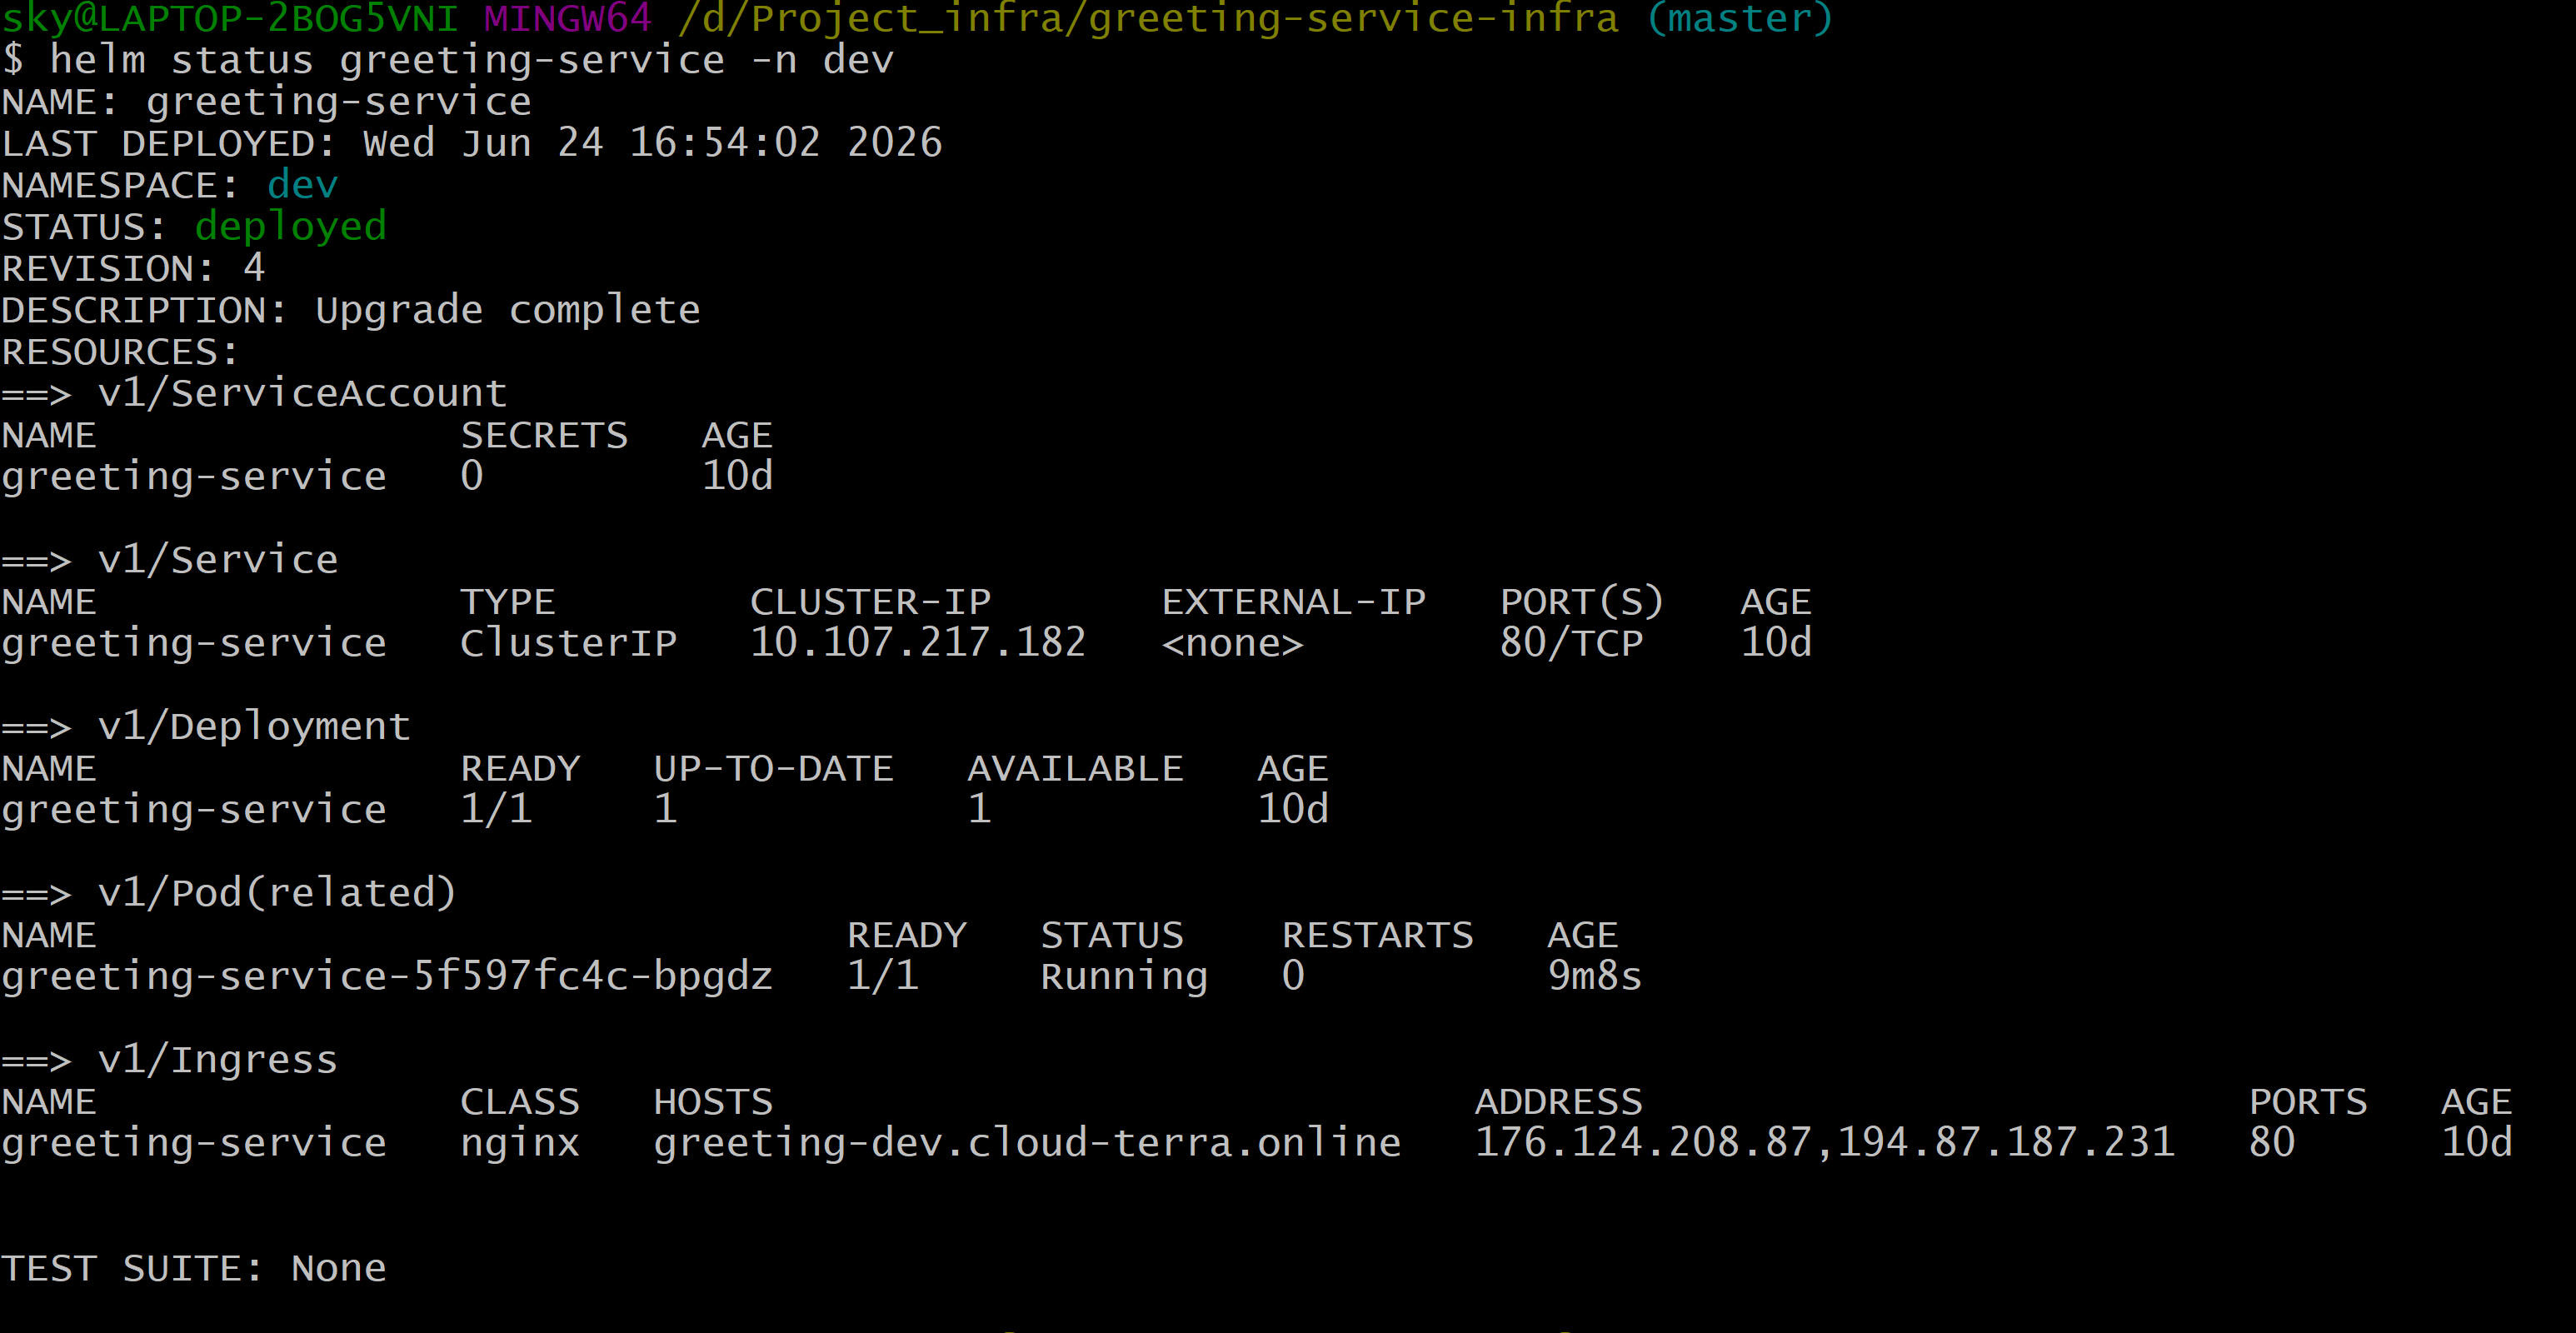 sky@LAPTOP-2BOG5VNI MINGW64 /d/Project_infra/greeting-service-infra (master)
$ helm status greeting-service -n dev
NAME: greeting-service
LAST DEPLOYED: Wed Jun 24 16:54:02 2026
NAMESPACE: dev
STATUS: deployed
REVISION: 4
DESCRIPTION: Upgrade complete
RESOURCES:
==> v1/ServiceAccount
NAME               SECRETS   AGE
greeting-service   0         10d

==> v1/Service
NAME               TYPE        CLUSTER-IP       EXTERNAL-IP   PORT(S)   AGE
greeting-service   ClusterIP   10.107.217.182   <none>        80/TCP    10d

==> v1/Deployment
NAME               READY   UP-TO-DATE   AVAILABLE   AGE
greeting-service   1/1     1            1           10d

==> v1/Pod(related)
NAME                               READY   STATUS    RESTARTS   AGE
greeting-service-5f597fc4c-bpgdz   1/1     Running   0          9m8s

==> v1/Ingress
NAME               CLASS   HOSTS                             ADDRESS                         PORTS   AGE
greeting-service   nginx   greeting-dev.cloud-terra.online   176.124.208.87,194.87.187.231   80      10d

TEST SUITE: None